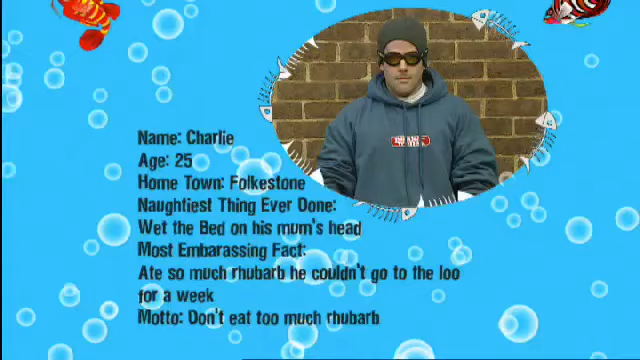 Name: Charlie
Age: 25
Home Town: Folkestone
Naughtiest Thing Ever Done:
Wet the Bed on his mum's head
Most Embarassing Fact:
Ate so much rhubarb he couldn't go to the loo
for a week
Motto: Don't eat too much rhubarb